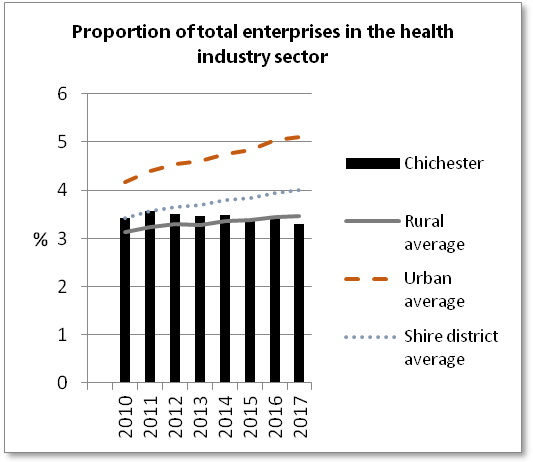 Proportion of total enterprises in the health
industry sector
6
5
4
3
2
1
0
%
2010
2011
2012
2013
2014
2015
2016
2017
Chichester
Rural
average
Urban
average
Shire district
average